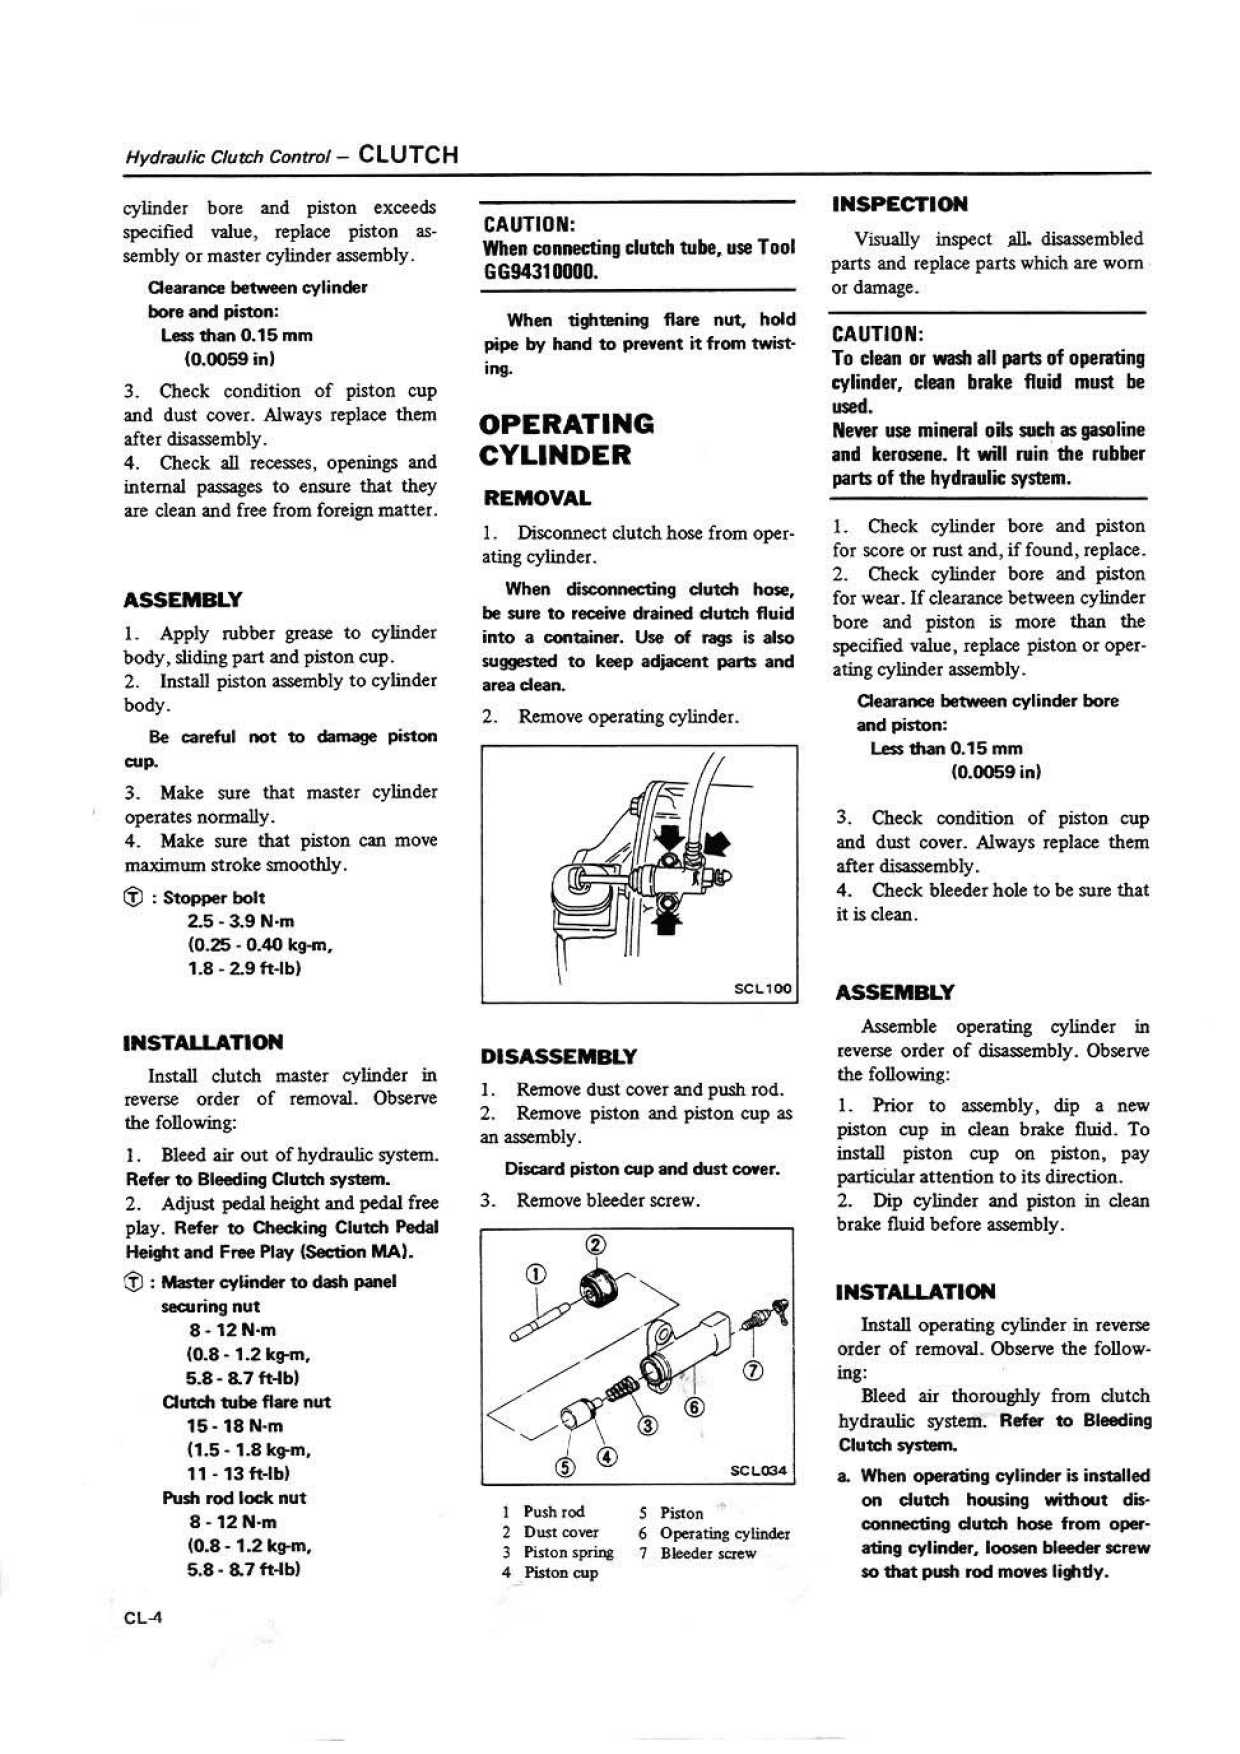 Hydraulic Clutch Control – CLUTCH
cylinder bore and piston exceeds
specified value, replace piston as-
sembly or master cylinder assembly.
Clearance between cylinder
bore and piston:
Less than 0.15 mm
(0.0059 in)
3. Check condition of piston cup
and dust cover. Always replace them
after disassembly.
4. Check all recesses, openings and
internal passages to ensure that they
are clean and free from foreign matter.
ASSEMBLY
1. Apply rubber grease to cylinder
body, sliding part and piston cup.
2. Install piston assembly to cylinder
body.
Be careful not to damage piston
cup.
3. Make sure that master cylinder
operates normally.
4. Make sure that piston can move
maximum stroke smoothly.
Ⓣ : Stopper bolt
2.5 - 3.9 N·m
(0.25 - 0.40 kg-m,
1.8 - 2.9 ft-lb)
INSTALLATION
Install clutch master cylinder in
reverse order of removal. Observe
the following:
1. Bleed air out of hydraulic system.
Refer to Bleeding Clutch system.
2. Adjust pedal height and pedal free
play. Refer to Checking Clutch Pedal
Height and Free Play (Section MA).
Ⓣ : Master cylinder to dash panel
securing nut
8 - 12 N·m
(0.8 - 1.2 kg-m,
5.8 - 8.7 ft-lb)
Clutch tube flare nut
15 - 18 N·m
(1.5 - 1.8 kg-m,
11 - 13 ft-lb)
Push rod lock nut
8 - 12 N·m
(0.8 - 1.2 kg-m,
5.8 - 8.7 ft-lb)
CL-4
CAUTION:
When connecting clutch tube, use Tool
GG94310000.
When tightening flare nut, hold
pipe by hand to prevent it from twist-
ing.
OPERATING
CYLINDER
REMOVAL
1. Disconnect clutch hose from oper-
ating cylinder.
When disconnecting clutch hose,
be sure to receive drained clutch fluid
into a container. Use of rags is also
suggested to keep adjacent parts and
area clean.
2. Remove operating cylinder.
SCL100
DISASSEMBLY
1. Remove dust cover and push rod.
2. Remove piston and piston cup as
an assembly.
Discard piston cup and dust cover.
3. Remove bleeder screw.
②
①
⑦
⑥
③
④
⑤
SCL034
1 Push rod
2 Dust cover
3 Piston spring
4 Piston cup
5 Piston
6 Operating cylinder
7 Bleeder screw
INSPECTION
Visually inspect all. disassembled
parts and replace parts which are worn
or damage.
CAUTION:
To clean or wash all parts of operating
cylinder, clean brake fluid must be
used.
Never use mineral oils such as gasoline
and kerosene. It will ruin the rubber
parts of the hydraulic system.
1. Check cylinder bore and piston
for score or rust and, if found, replace.
2. Check cylinder bore and piston
for wear. If clearance between cylinder
bore and piston is more than the
specified value, replace piston or oper-
ating cylinder assembly.
Clearance between cylinder bore
and piston:
Less than 0.15 mm
(0.0059 in)
3. Check condition of piston cup
and dust cover. Always replace them
after disassembly.
4. Check bleeder hole to be sure that
it is clean.
ASSEMBLY
Assemble operating cylinder in
reverse order of disassembly. Observe
the following:
1. Prior to assembly, dip a new
piston cup in clean brake fluid. To
install piston cup on piston, pay
particular attention to its direction.
2. Dip cylinder and piston in clean
brake fluid before assembly.
INSTALLATION
Install operating cylinder in reverse
order of removal. Observe the follow-
ing:
Bleed air thoroughly from clutch
hydraulic system. Refer to Bleeding
Clutch system.
a. When operating cylinder is installed
on clutch housing without dis-
connecting clutch hose from oper-
ating cylinder, loosen bleeder screw
so that push rod moves lightly.